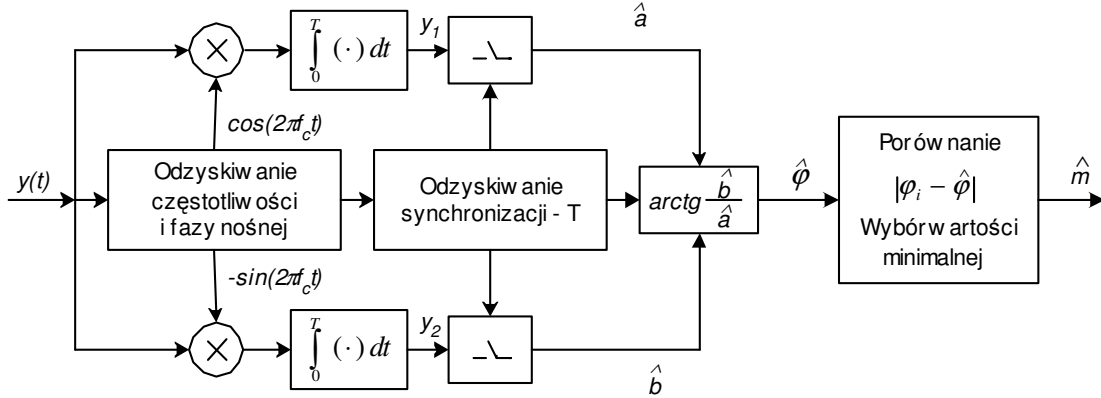 y(t)
×
∫₀ᵀ (·) dt
y₁
â
cos(2πf_c t)
Odzyskiwanie
częstotliwości
i fazy nośnej
-sin(2πf_c t)
Odzyskiwanie
synchronizacji - T
arctg b̂/â
φ̂
Porównanie
|φᵢ − φ̂|
Wybór wartości
minimalnej
m̂
×
∫₀ᵀ (·) dt
y₂
b̂